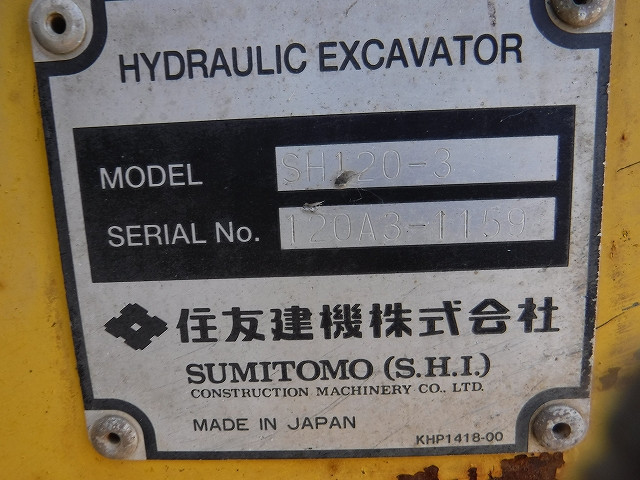 HYDRAULIC EXCAVATOR
MODEL SH120-3
SERIAL No. 120A3-1159
住友建機株式会社
SUMITOMO (S.H.I.)
CONSTRUCTION MACHINERY CO., LTD.
MADE IN JAPAN
KHP1418-00